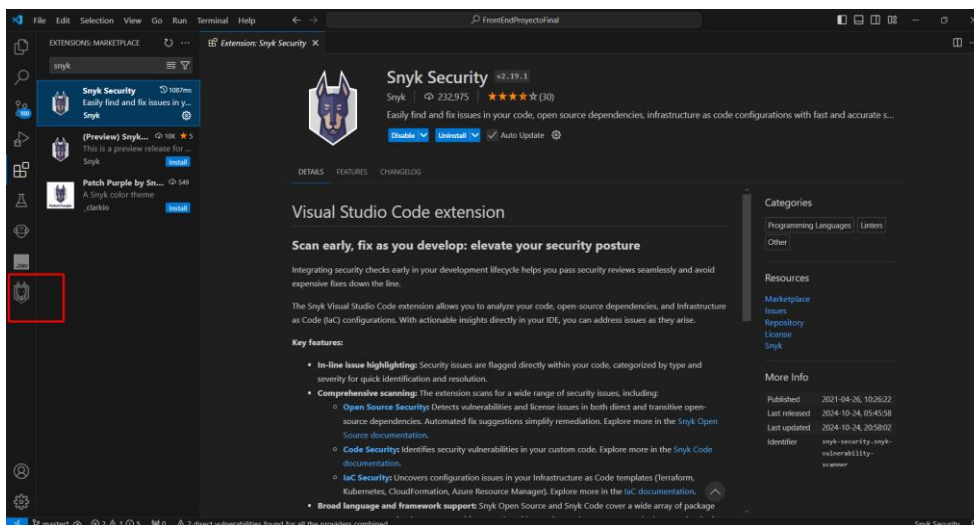 File Edit Selection View Go Run Terminal Help
FrontEndProyectoFinal
EXTENSIONS: MARKETPLACE
Extension: Snyk Security
snyk
Snyk Security 1087ms
Easily find and fix issues in y...
Snyk
(Preview) Snyk... 10K 5
This is a preview release for ...
Snyk Install
Patch Purple by Sn... 549
A Snyk color theme
_clarkio Install
100
.ENV
Snyk Security v2.19.1
Snyk 232,975 (30)
Easily find and fix issues in your code, open source dependencies, infrastructure as code configurations with fast and accurate s...
Disable Uninstall Auto Update
DETAILS FEATURES CHANGELOG
Visual Studio Code extension
Scan early, fix as you develop: elevate your security posture
Integrating security checks early in your development lifecycle helps you pass security reviews seamlessly and avoid
expensive fixes down the line.
The Snyk Visual Studio Code extension allows you to analyze your code, open-source dependencies, and Infrastructure
as Code (IaC) configurations. With actionable insights directly in your IDE, you can address issues as they arise.
Key features:
In-line issue highlighting: Security issues are flagged directly within your code, categorized by type and
severity for quick identification and resolution.
Comprehensive scanning: The extension scans for a wide range of security issues, including:
Open Source Security: Detects vulnerabilities and license issues in both direct and transitive open-
source dependencies. Automated fix suggestions simplify remediation. Explore more in the Snyk Open
Source documentation.
Code Security: Identifies security vulnerabilities in your custom code. Explore more in the Snyk Code
documentation.
IaC Security: Uncovers configuration issues in your Infrastructure as Code templates (Terraform,
Kubernetes, CloudFormation, Azure Resource Manager). Explore more in the IaC documentation.
Broad language and framework support: Snyk Open Source and Snyk Code cover a wide array of package
Categories
Programming Languages Linters
Other
Resources
Marketplace
Issues
Repository
License
Snyk
More Info
Published 2021-04-26, 10:26:22
Last released 2024-10-24, 05:45:58
Last updated 2024-10-24, 20:58:02
Identifier snyk-security.snyk-
vulnerability-
scanner
2 direct vulnerabilities found for all the providers combined
Snyk Security